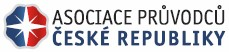 ASOCIACE PRŮVODCŮ
ČESKÉ REPUBLIKY